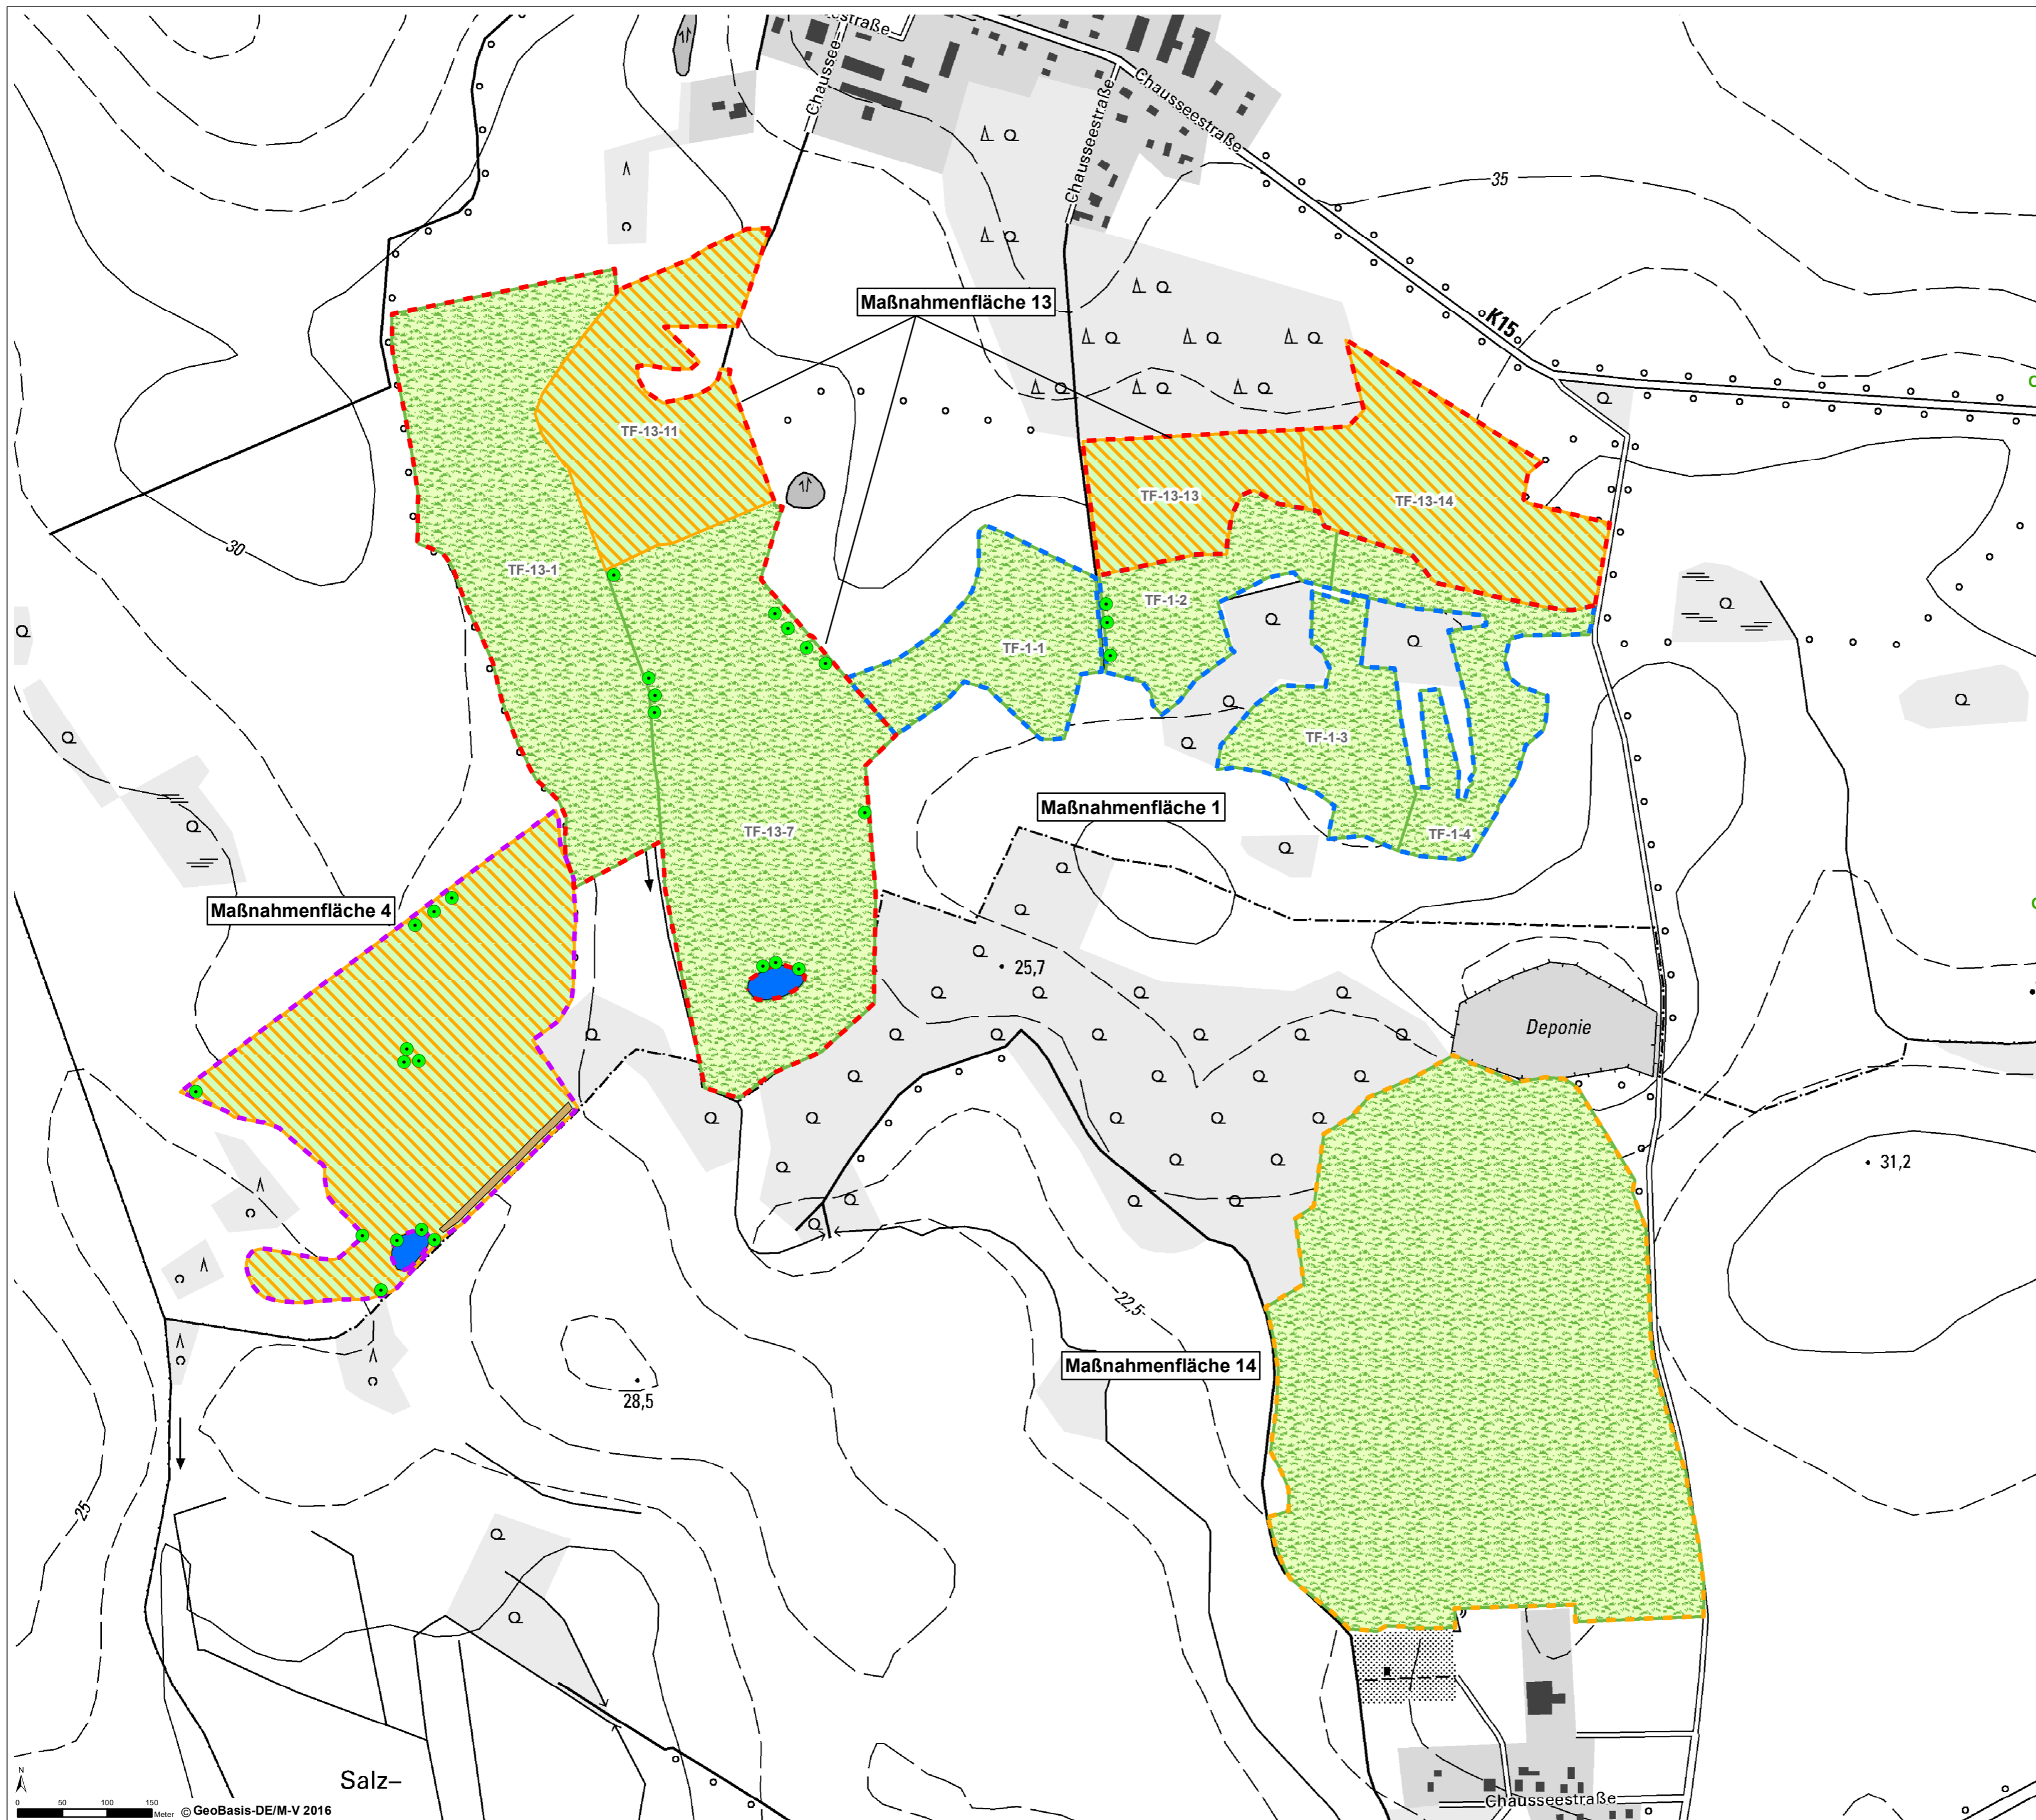 estraße
Chaussee-
Chausseestraße
Chausseestraße
35
K15
Maßnahmenfläche 13
TF-13-11
TF-13-13
TF-13-14
30
TF-13-1
TF-1-2
TF-1-1
TF-1-3
Maßnahmenfläche 1
TF-13-7
TF-1-4
Maßnahmenfläche 4
25,7
Deponie
31,2
22,5
Maßnahmenfläche 14
28,5
25
Salz–
Chausseestraße
N
0 50 100 150
Meter © GeoBasis-DE/M-V 2016